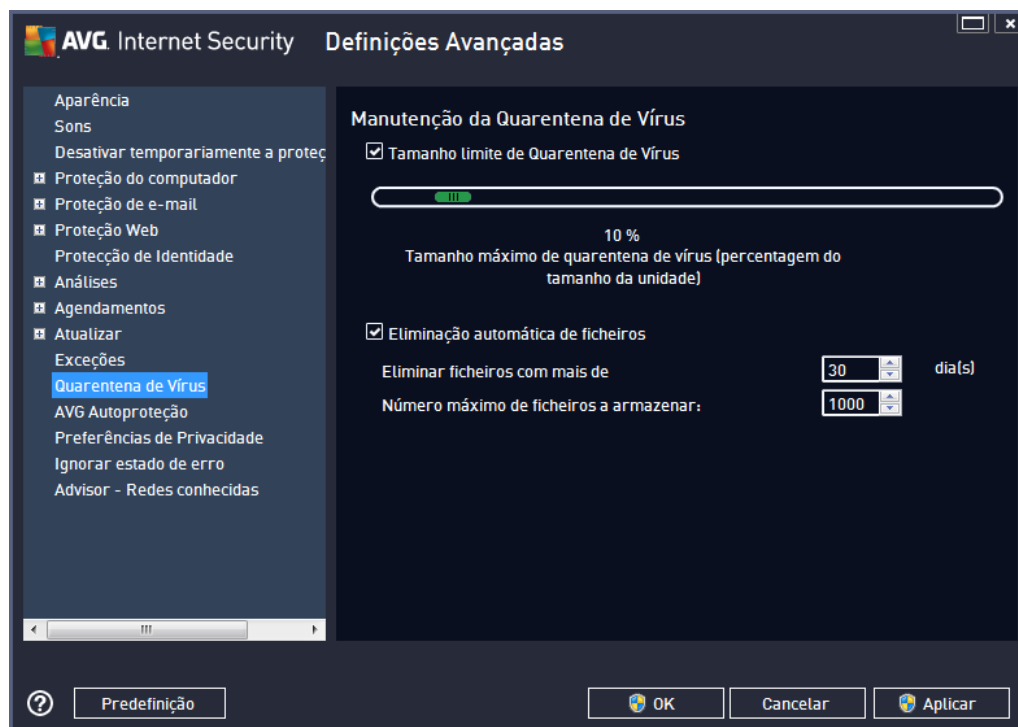 AVG. Internet Security Definições Avançadas
Aparência
Sons
Desativar temporariamente a proteç
Proteção do computador
Proteção de e-mail
Proteção Web
Protecção de Identidade
Análises
Agendamentos
Atualizar
Exceções
Quarentena de Vírus
AVG Autoproteção
Preferências de Privacidade
Ignorar estado de erro
Advisor - Redes conhecidas
Manutenção da Quarentena de Vírus
Tamanho limite de Quarentena de Vírus
10 %
Tamanho máximo de quarentena de vírus (percentagem do
tamanho da unidade)
Eliminação automática de ficheiros
Eliminar ficheiros com mais de 30 dia(s)
Número máximo de ficheiros a armazenar: 1000
Predefinição OK Cancelar Aplicar